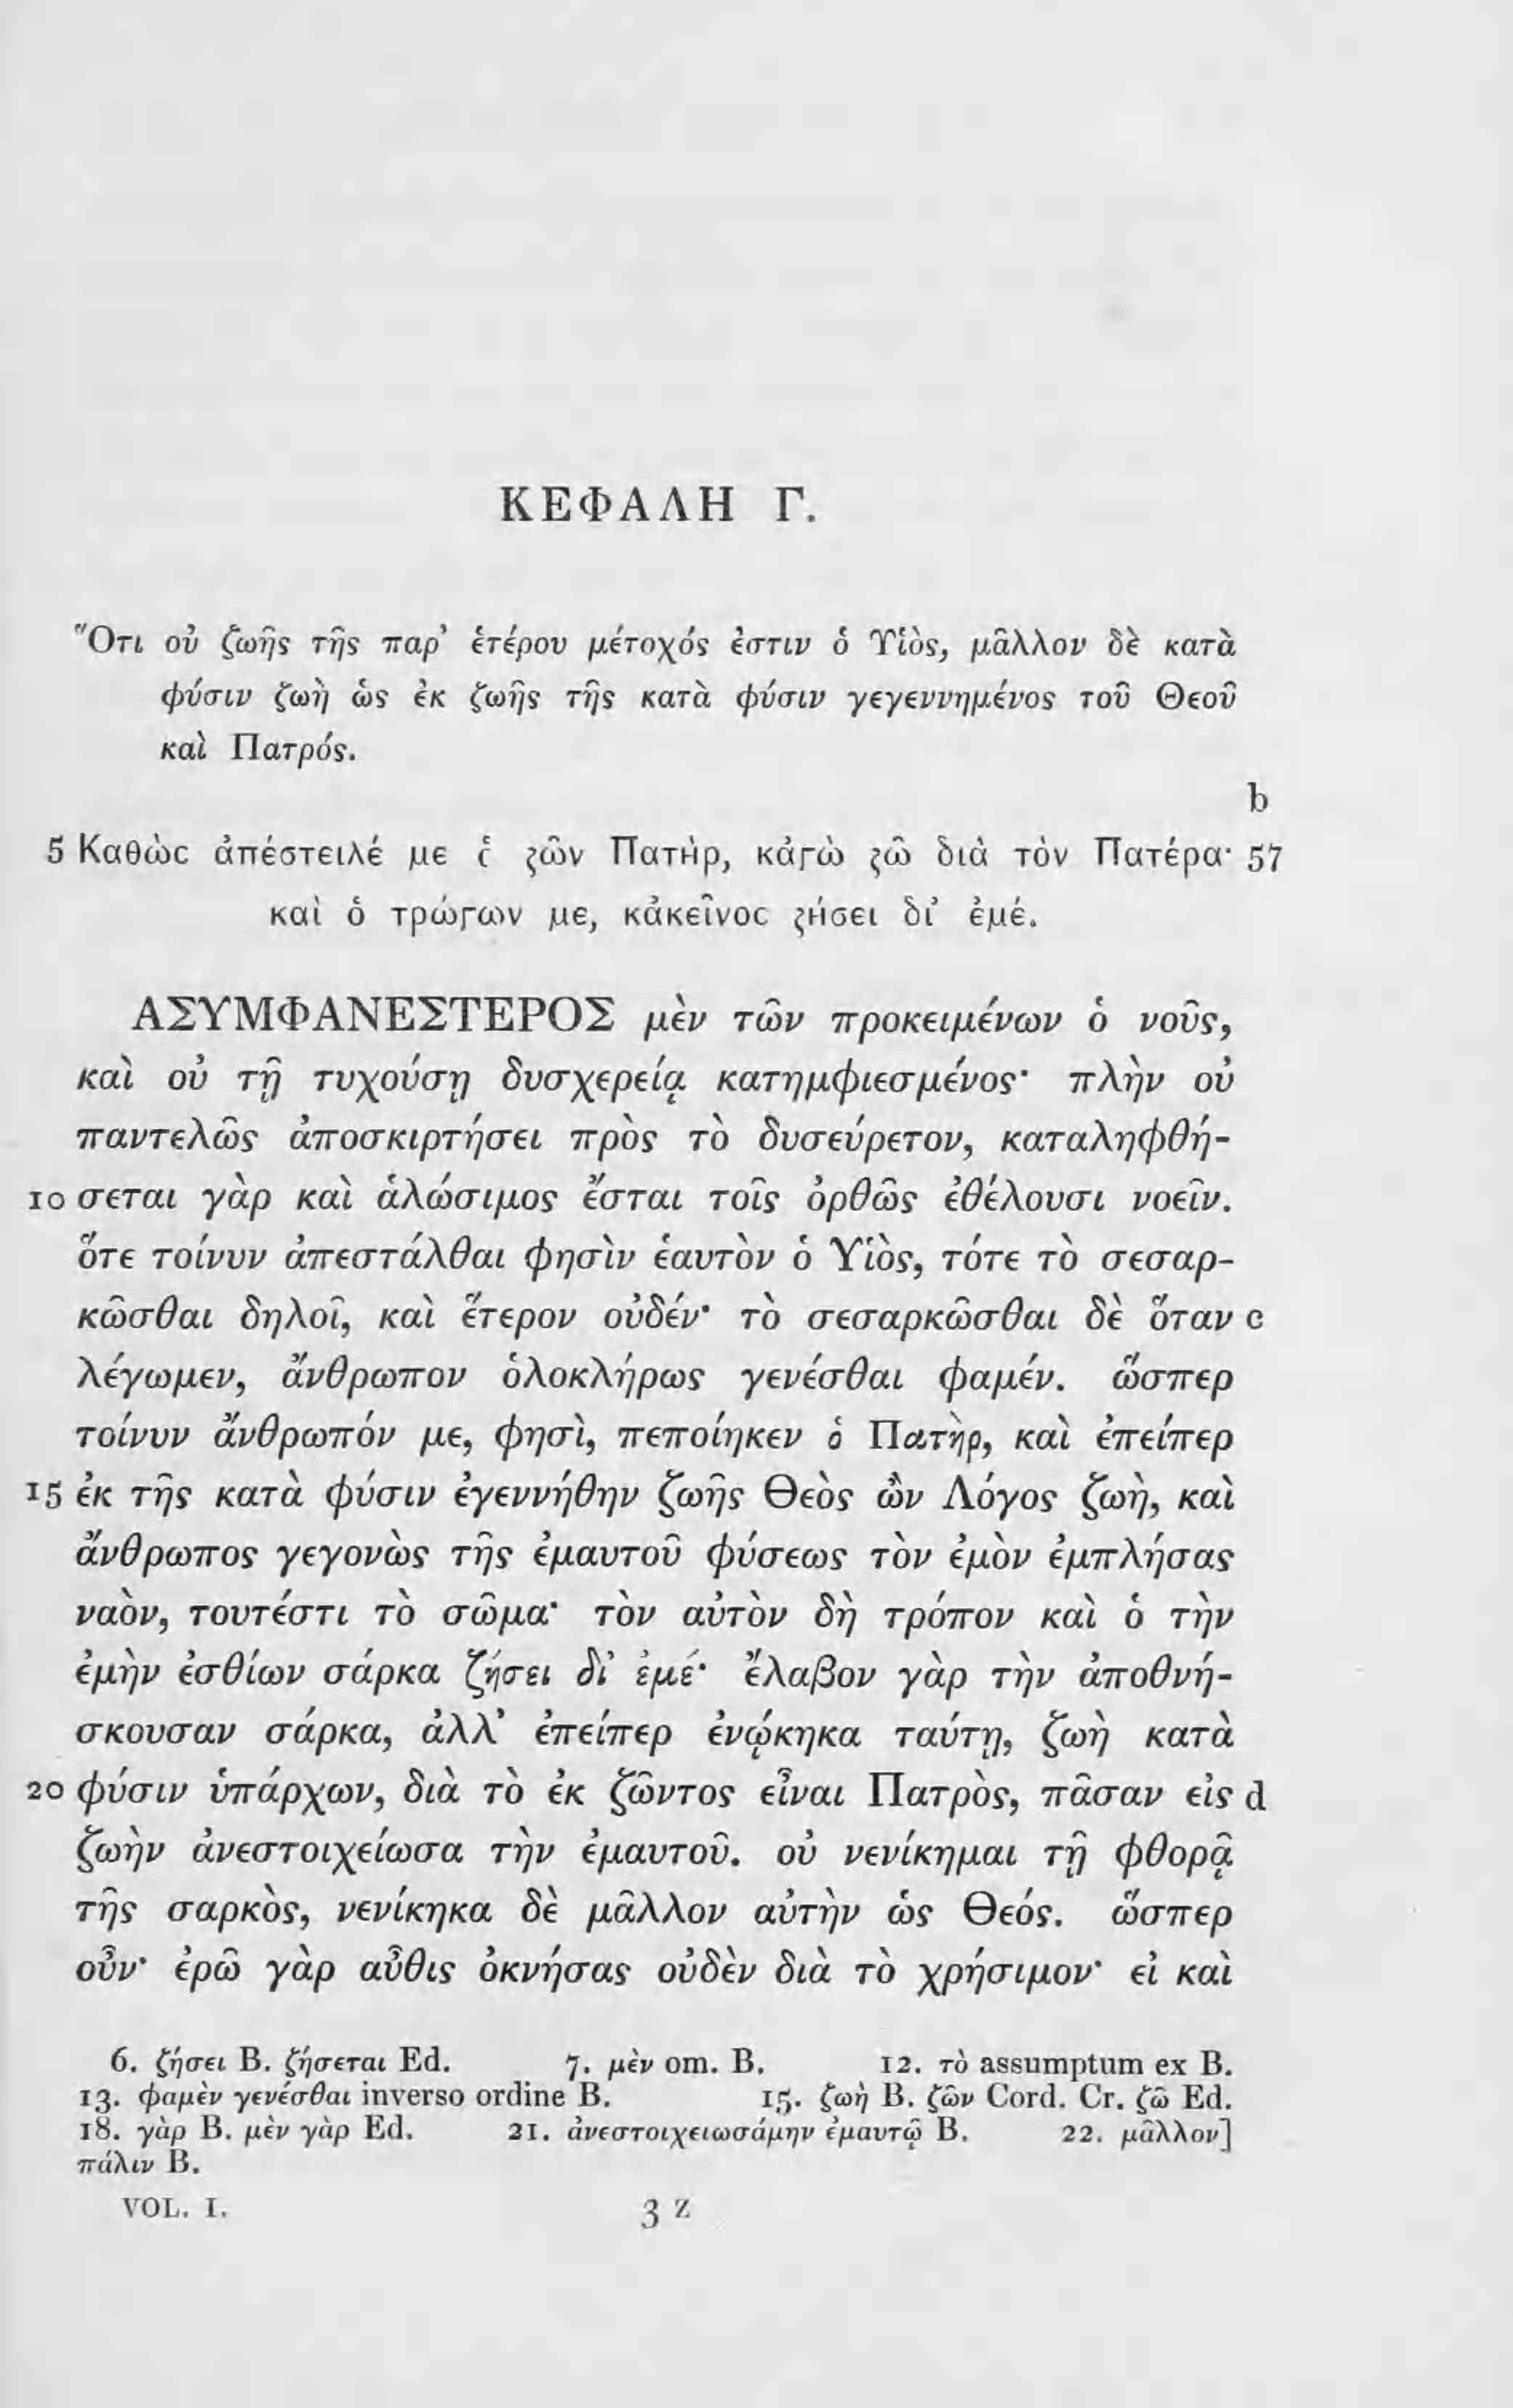 ΚΕΦΑΛΗ Γ.
Ὅτι οὐ ζωῆς τῆς παρ’ ἑτέρου μέτοχός ἐστιν ὁ Υἱὸς, μᾶλλον δὲ κατὰ
φύσιν ζωὴ ὡς ἐκ ζωῆς τῆς κατὰ φύσιν γεγεννημένος τοῦ Θεοῦ
καὶ Πατρός.
b
5 Καθὼς ἀπέστειλέ με ὁ ζῶν Πατὴρ, κἀγὼ ζῶ διὰ τὸν Πατέρα· 57
καὶ ὁ τρώγων με, κἀκεῖνος ζήσει δι’ ἐμέ.
ΑΣΥΜΦΑΝΕΣΤΕΡΟΣ μὲν τῶν προκειμένων ὁ νοῦς,
καὶ οὐ τῇ τυχούσῃ δυσχερείᾳ κατημφιεσμένος· πλὴν οὐ
παντελῶς ἀποσκιρτήσει πρὸς τὸ δυσεύρετον, καταληφθή-
10 σεται γὰρ καὶ ἁλώσιμος ἔσται τοῖς ὀρθῶς ἐθέλουσι νοεῖν.
ὅτε τοίνυν ἀπεστάλθαι φησὶν ἑαυτὸν ὁ Υἱὸς, τότε τὸ σεσαρ-
κῶσθαι δηλοῖ, καὶ ἕτερον οὐδέν· τὸ σεσαρκῶσθαι δὲ ὅταν c
λέγωμεν, ἄνθρωπον ὁλοκλήρως γενέσθαι φαμέν. ὥσπερ
τοίνυν ἄνθρωπόν με, φησὶ, πεποίηκεν ὁ Πατὴρ, καὶ ἐπείπερ
15 ἐκ τῆς κατὰ φύσιν ἐγεννήθην ζωῆς Θεὸς ὢν Λόγος ζωὴ, καὶ
ἄνθρωπος γεγονὼς τῆς ἐμαυτοῦ φύσεως τὸν ἐμὸν ἐμπλήσας
ναὸν, τουτέστι τὸ σῶμα· τὸν αὐτὸν δὴ τρόπον καὶ ὁ τὴν
ἐμὴν ἐσθίων σάρκα ζήσει δι’ ἐμέ· ἔλαβον γὰρ τὴν ἀποθνή-
σκουσαν σάρκα, ἀλλ’ ἐπείπερ ἐνῴκηκα ταύτῃ, ζωὴ κατὰ
20 φύσιν ὑπάρχων, διὰ τὸ ἐκ ζῶντος εἶναι Πατρὸς, πᾶσαν εἰς d
ζωὴν ἀνεστοιχείωσα τὴν ἐμαυτοῦ. οὐ νενίκημαι τῇ φθορᾷ
τῆς σαρκὸς, νενίκηκα δὲ μᾶλλον αὐτὴν ὡς Θεός. ὥσπερ
οὖν· ἐρῶ γὰρ αὖθις ὀκνήσας οὐδὲν διὰ τὸ χρήσιμον· εἰ καὶ
6. ζήσει B. ζήσεται Ed. 7. μὲν om. B. 12. τὸ assumptum ex B.
13. φαμὲν γενέσθαι inverso ordine B. 15. ζωὴ B. ζῶν Cord. Cr. ζῶ Ed.
18. γὰρ B. μὲν γὰρ Ed. 21. ἀνεστοιχειωσάμην ἐμαυτῷ B. 22. μᾶλλον]
πάλιν B.
VOL. I. 3 Z